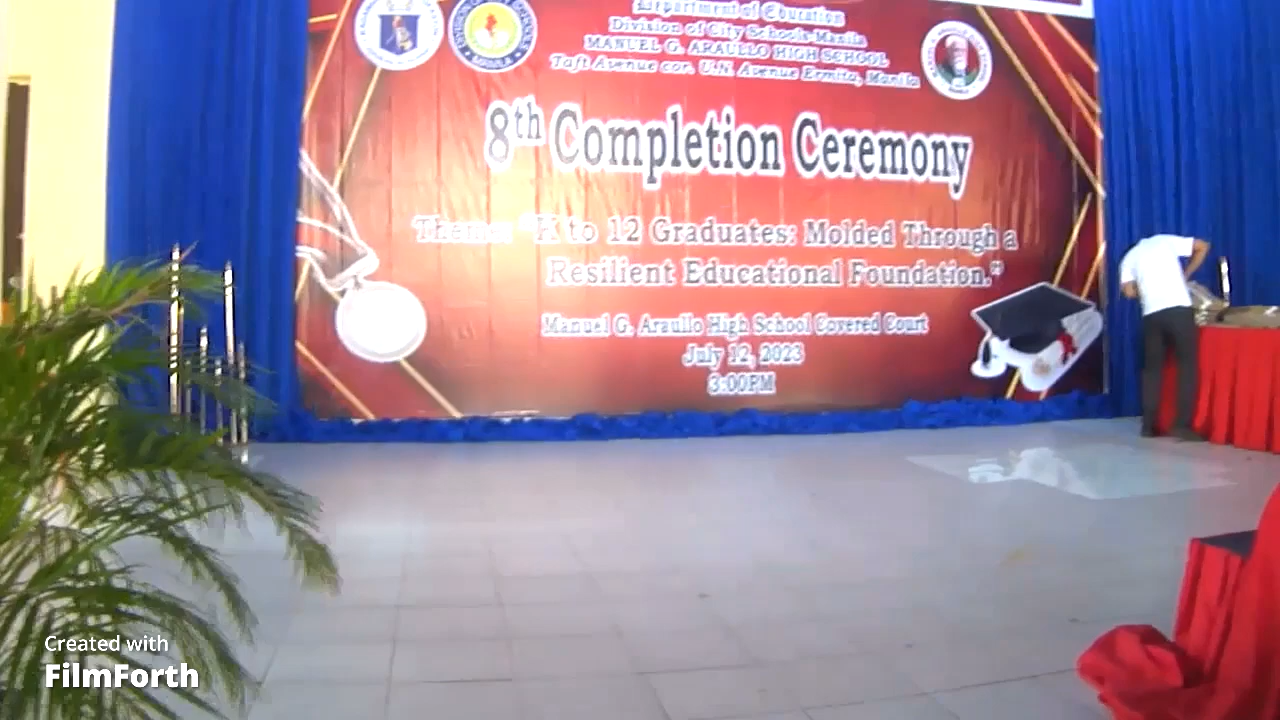 Department of Education
Division of City Schools-Manila
MANUEL G. ARAULLO HIGH SCHOOL
Taft Avenue cor. U.N. Avenue Ermita, Manila
8th Completion Ceremony
Theme: "K to 12 Graduates: Molded Through a
Resilient Educational Foundation."
Manuel G. Araullo High School Covered Court
July 12, 2023
3:00PM
MANILA
Created with
FilmForth